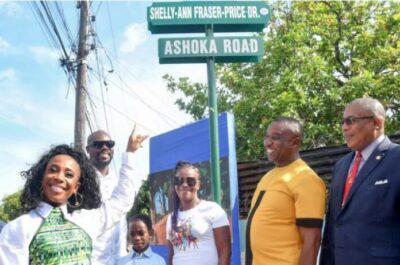 SHELLY-ANN FRASER-PRICE DR.
ASHOKA ROAD